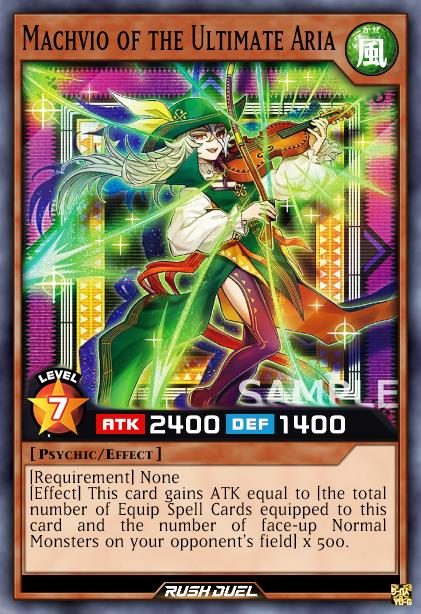 Machvio of the Ultimate Aria
かぜ
風
SAMPLE
LEVEL
7
ATK 2400 DEF 1400
[Psychic/Effect]
[Requirement] None
[Effect] This card gains ATK equal to [the total
number of Equip Spell Cards equipped to this
card and the number of face-up Normal
Monsters on your opponent's field] x 500.
RUSH DUEL